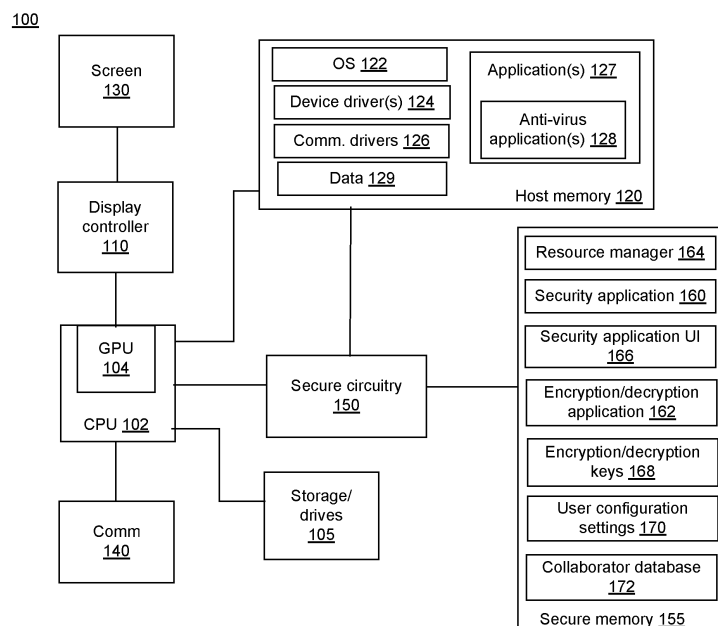 100
Screen
130
Display
controller
110
GPU
104
CPU 102
Comm
140
OS 122
Device driver(s) 124
Comm. drivers 126
Data 129
Application(s) 127
Anti-virus
application(s) 128
Host memory 120
Secure circuitry
150
Storage/
drives
105
Resource manager 164
Security application 160
Security application UI
166
Encryption/decryption
application 162
Encryption/decryption
keys 168
User configuration
settings 170
Collaborator database
172
Secure memory 155